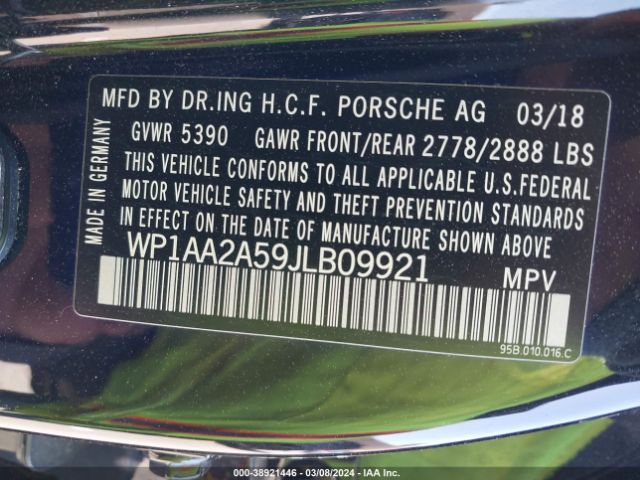 MFD BY DR.ING H.C.F. PORSCHE AG 03/18
GVWR 5390 GAWR FRONT/REAR 2778/2888 LBS
THIS VEHICLE CONFORMS TO ALL APPLICABLE U.S.FEDERAL
MOTOR VEHICLE SAFETY AND THEFT PREVENTION STANDARDS
IN EFFECT ON THE DATE OF MANUFACTURE SHOWN ABOVE
WP1AA2A59JLB09921 MPV
95B.010.016.C
MADE IN GERMANY
000-38921446 - 03/08/2024 - IAA Inc.